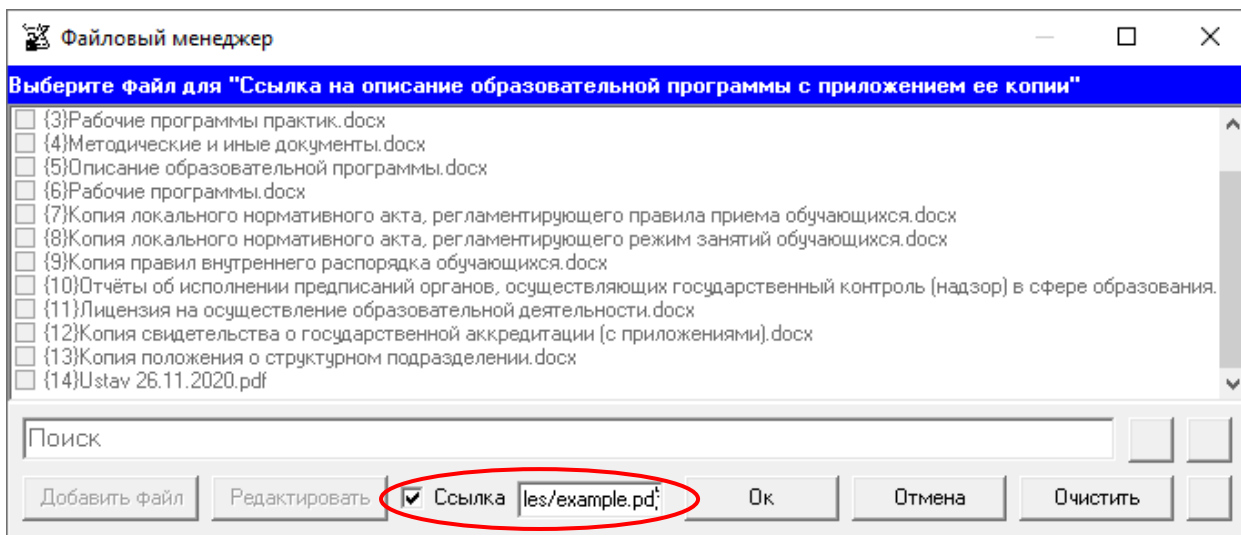 Файловый менеджер
Выберите файл для "Ссылка на описание образовательной программы с приложением ее копии"
{3}Рабочие программы практик.docx
{4}Методические и иные документы.docx
{5}Описание образовательной программы.docx
{6}Рабочие программы.docx
{7}Копия локального нормативного акта, регламентирующего правила приема обучающихся.docx
{8}Копия локального нормативного акта, регламентирующего режим занятий обучающихся.docx
{9}Копия правил внутреннего распорядка обучающихся.docx
{10}Отчёты об исполнении предписаний органов, осуществляющих государственный контроль (надзор) в сфере образования.
{11}Лицензия на осуществление образовательной деятельности.docx
{12}Копия свидетельства о государственной аккредитации (с приложениями).docx
{13}Копия положения о структурном подразделении.docx
{14}Ustav 26.11.2020.pdf
Поиск
Добавить файл Редактировать Ссылка les/example.pd Ок Отмена Очистить